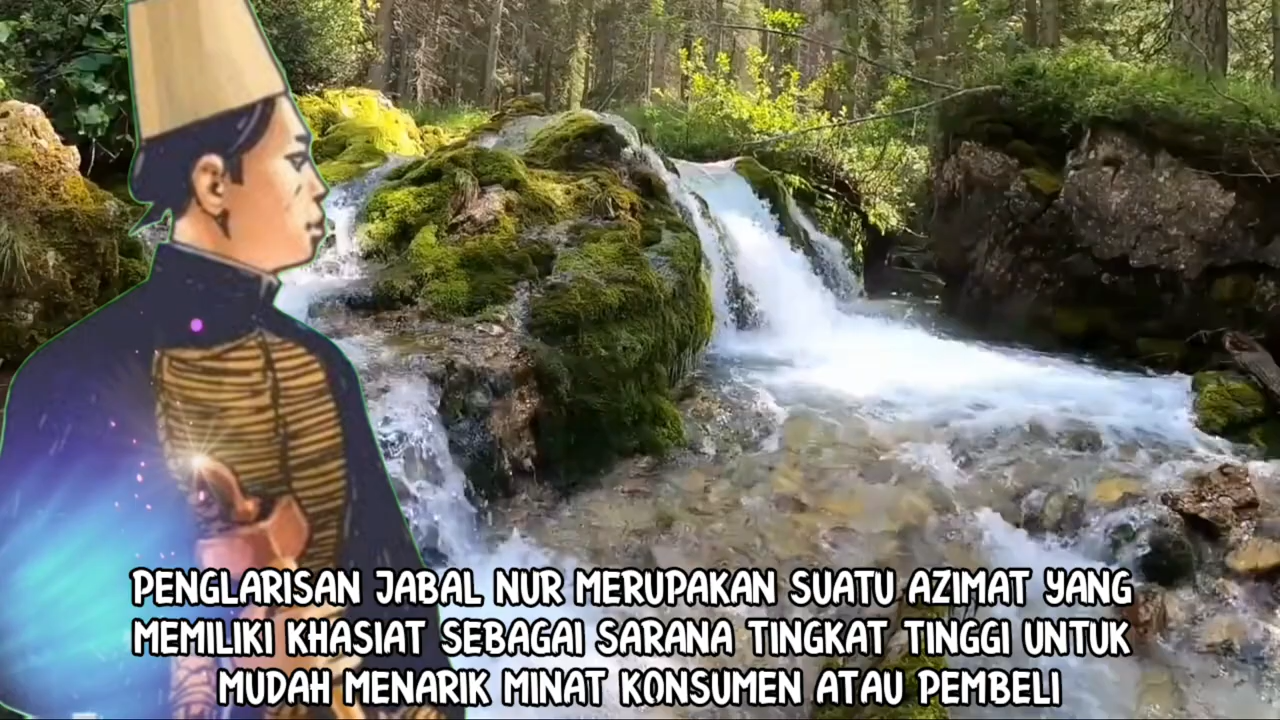 PENGLARISAN JABAL NUR MERUPAKAN SUATU AZIMAT YANG
MEMILIKI KHASIAT SEBAGAI SARANA TINGKAT TINGGI UNTUK
MUDAH MENARIK MINAT KONSUMEN ATAU PEMBELI